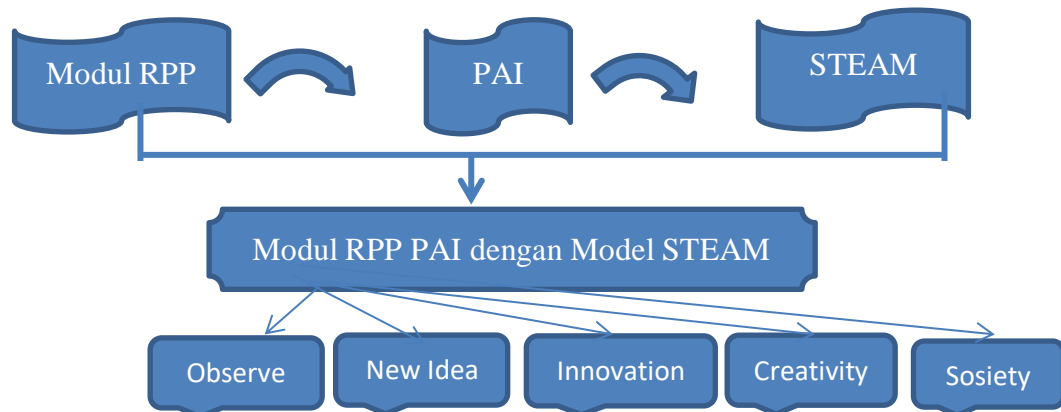 Modul RPP
PAI
STEAM
Modul RPP PAI dengan Model STEAM
Observe
New Idea
Innovation
Creativity
Sosiety